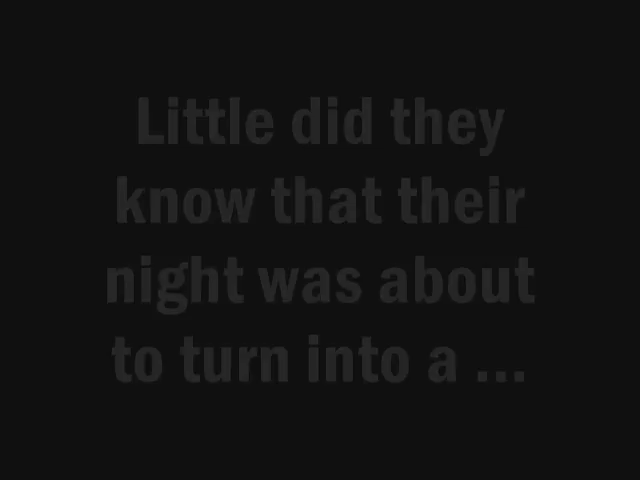 Little did they
know that their
night was about
to turn into a ...